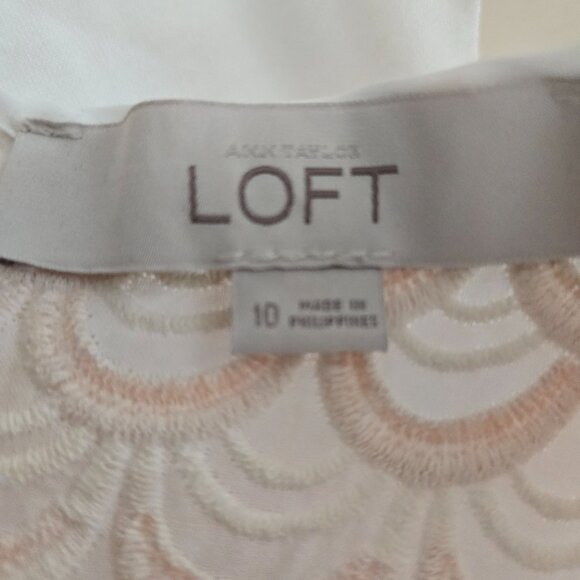 ANN TAYLOR
LOFT
10
MADE IN
PHILIPPINES